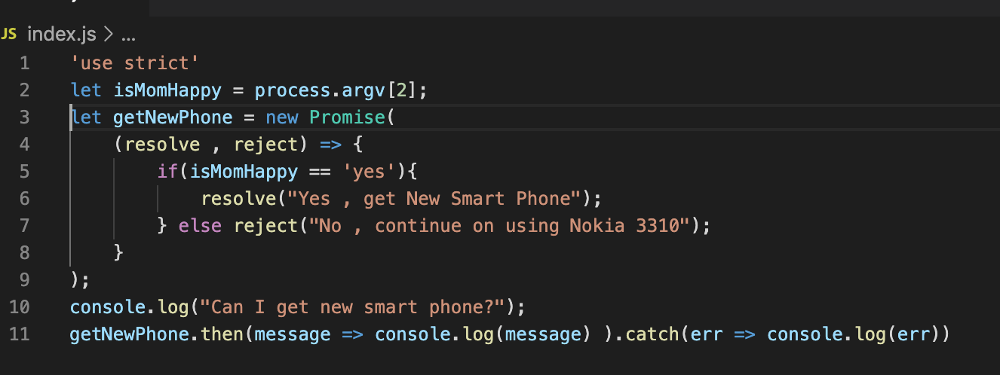 JS index.js > ...
1 'use strict'
2 let isMomHappy = process.argv[2];
3 let getNewPhone = new Promise(
4 (resolve , reject) => {
5 if(isMomHappy == 'yes'){
6 resolve("Yes , get New Smart Phone");
7 } else reject("No , continue on using Nokia 3310");
8 }
9 );
10 console.log("Can I get new smart phone?");
11 getNewPhone.then(message => console.log(message) ).catch(err => console.log(err))